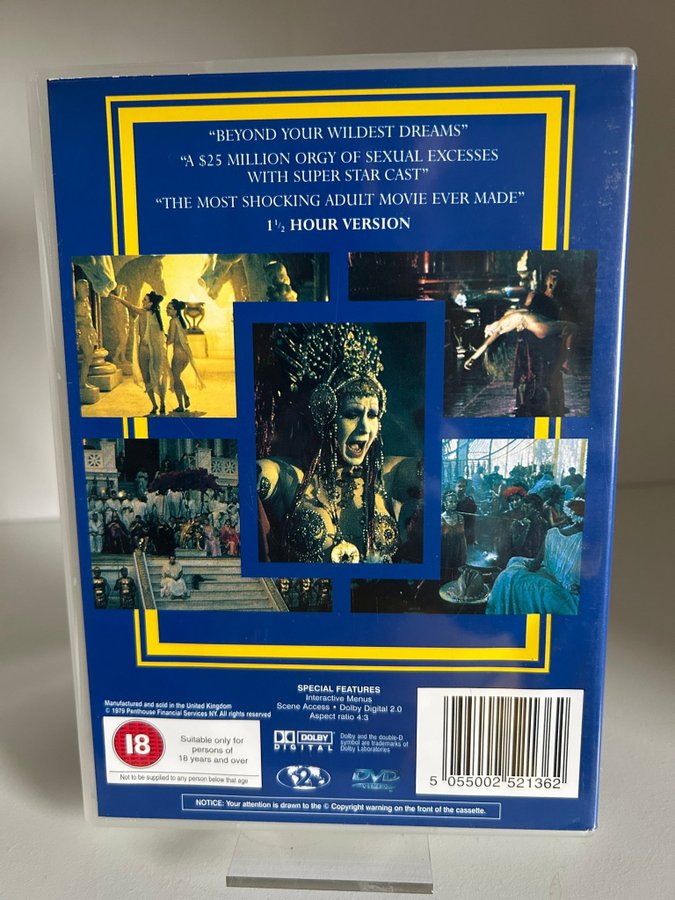 “BEYOND YOUR WILDEST DREAMS”
“A $25 MILLION ORGY OF SEXUAL EXCESSES
WITH SUPER STAR CAST”
“THE MOST SHOCKING ADULT MOVIE EVER MADE”
1 1/2 HOUR VERSION
SPECIAL FEATURES
Interactive Menus
Scene Access • Dolby Digital 2.0
Aspect ratio 4:3
Manufactured and sold in the United Kingdom
© 1979 Penthouse Financial Services NY. All rights reserved
18
Suitable only for
persons of
18 years and over
Not to be supplied to any person below that age
DOLBY
DIGITAL
Dolby and the double-D
symbol are trademarks of
Dolby Laboratories
2
DVD
VIDEO
5 055002 521362
NOTICE: Your attention is drawn to the © Copyright warning on the front of the cassette.